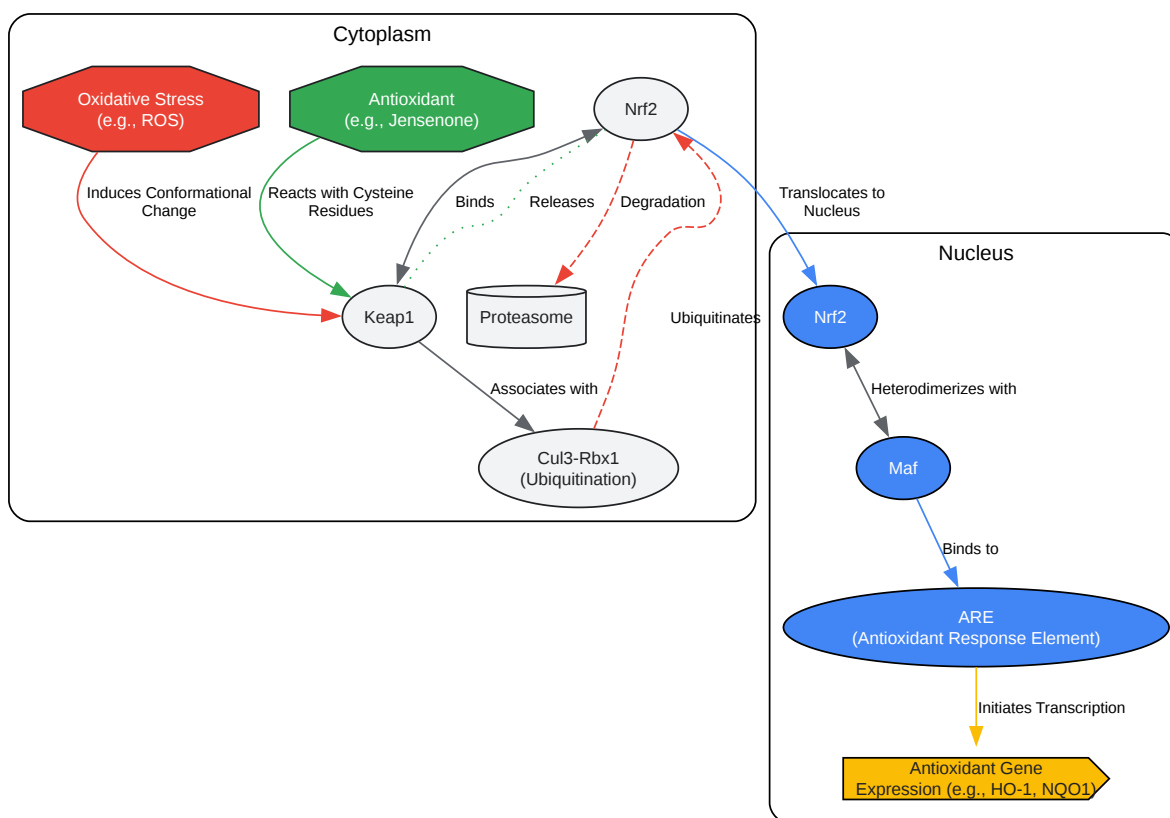 Cytoplasm
Oxidative Stress
(e.g., ROS)
Antioxidant
(e.g., Jensenone)
Nrf2
Induces Conformational
Change
Reacts with Cysteine
Residues
Binds
Releases
Degradation
Translocates to
Nucleus
Keap1
Proteasome
Ubiquitinates
Associates with
Cul3-Rbx1
(Ubiquitination)
Nucleus
Nrf2
Heterodimerizes with
Maf
Binds to
ARE
(Antioxidant Response Element)
Initiates Transcription
Antioxidant Gene
Expression (e.g., HO-1, NQO1)